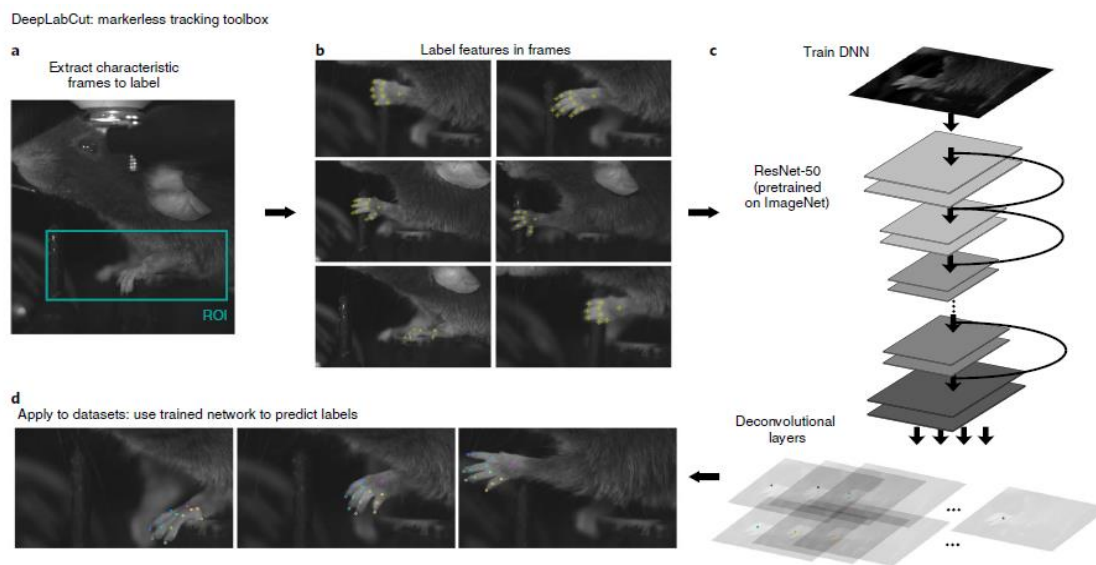 DeepLabCut: markerless tracking toolbox
a
Extract characteristic
frames to label
ROI
b
Label features in frames
c
Train DNN
ResNet-50
(pretrained
on ImageNet)
Deconvolutional
layers
...
...
d
Apply to datasets: use trained network to predict labels